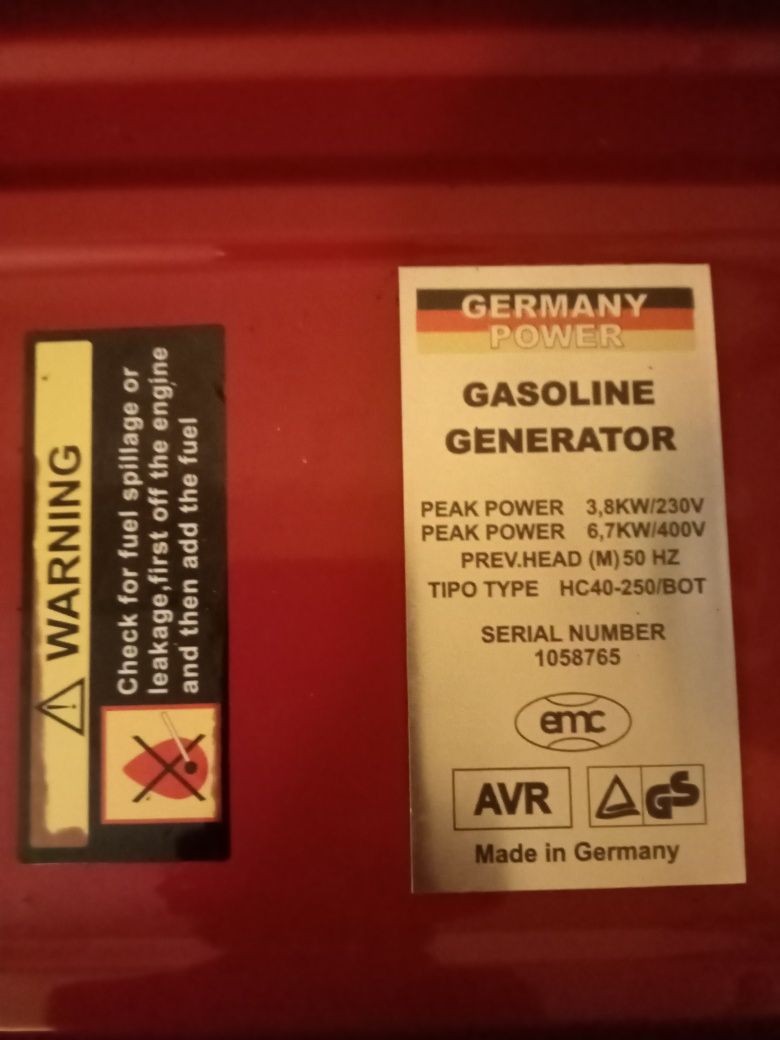 WARNING
Check for fuel spillage or
leakage,first off the engine
and then add the fuel
GERMANY
POWER
GASOLINE
GENERATOR
PEAK POWER 3,8KW/230V
PEAK POWER 6,7KW/400V
PREV.HEAD (M) 50 HZ
TIPO TYPE HC40-250/BOT
SERIAL NUMBER
1058765
emc
AVR GS
Made in Germany